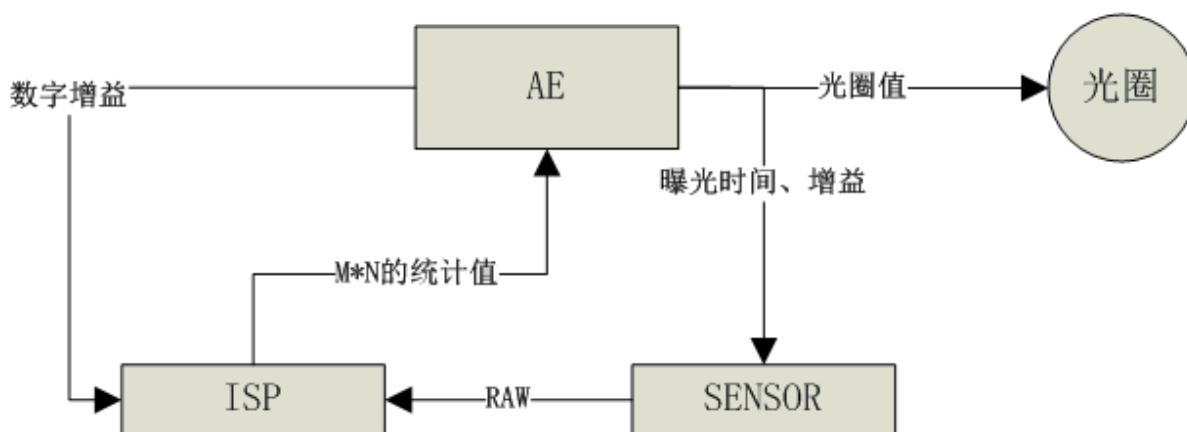 AE
光圈
数字增益
光圈值
曝光时间、增益
M*N的统计值
ISP
RAW
SENSOR